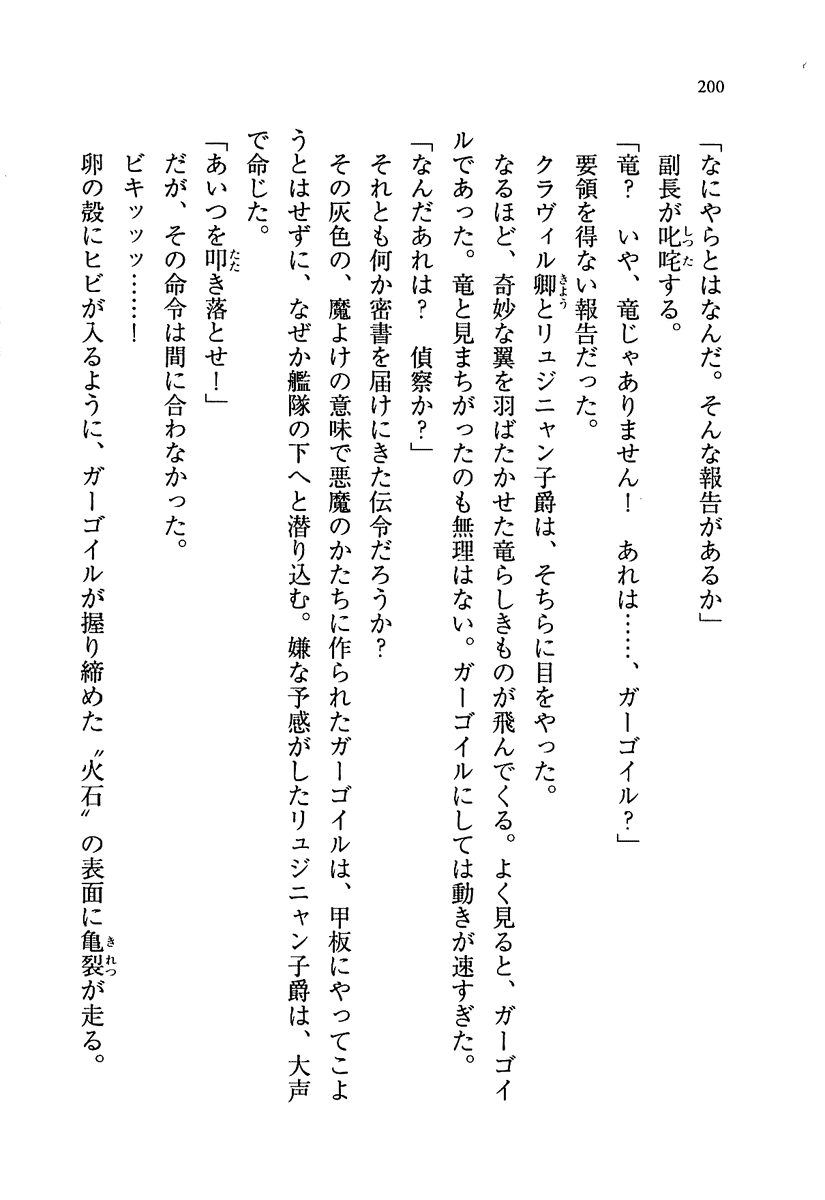 200
「なにやらとはなんだ。そんな報告があるか」
副長が叱咤する。
「竜？　いや、竜じゃありません！　あれは……、ガーゴイル？」
要領を得ない報告だった。
クラヴィル卿とリュジニャン子爵は、そちらに目をやった。
なるほど、奇妙な翼を羽ばたかせた竜らしきものが飛んでくる。よく見ると、ガーゴイ
ルであった。竜と見まちがったのも無理はない。ガーゴイルにしては動きが速すぎた。
「なんだあれは？　偵察か？」
それとも何か密書を届けにきた伝令だろうか？
その灰色の、魔よけの意味で悪魔のかたちに作られたガーゴイルは、甲板にやってこよ
うとはせずに、なぜか艦隊の下へと潜り込む。嫌な予感がしたリュジニャン子爵は、大声
で命じた。
「あいつを叩き落とせ！」
だが、その命令は間に合わなかった。
ビキッッッ……！
卵の殻にヒビが入るように、ガーゴイルが握り締めた〝火石〟の表面に亀裂が走る。